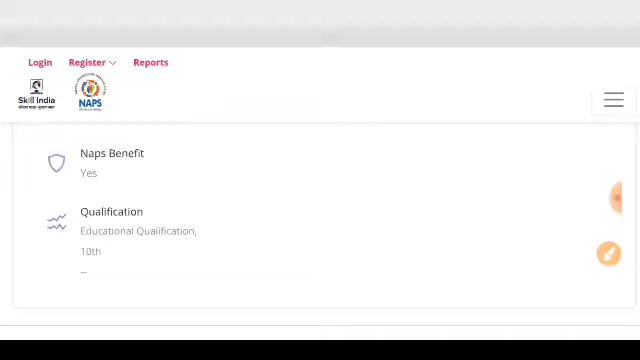 Login Register Reports
Skill India
NAPS
Naps Benefit
Yes
Qualification
Educational Qualification,
10th
--